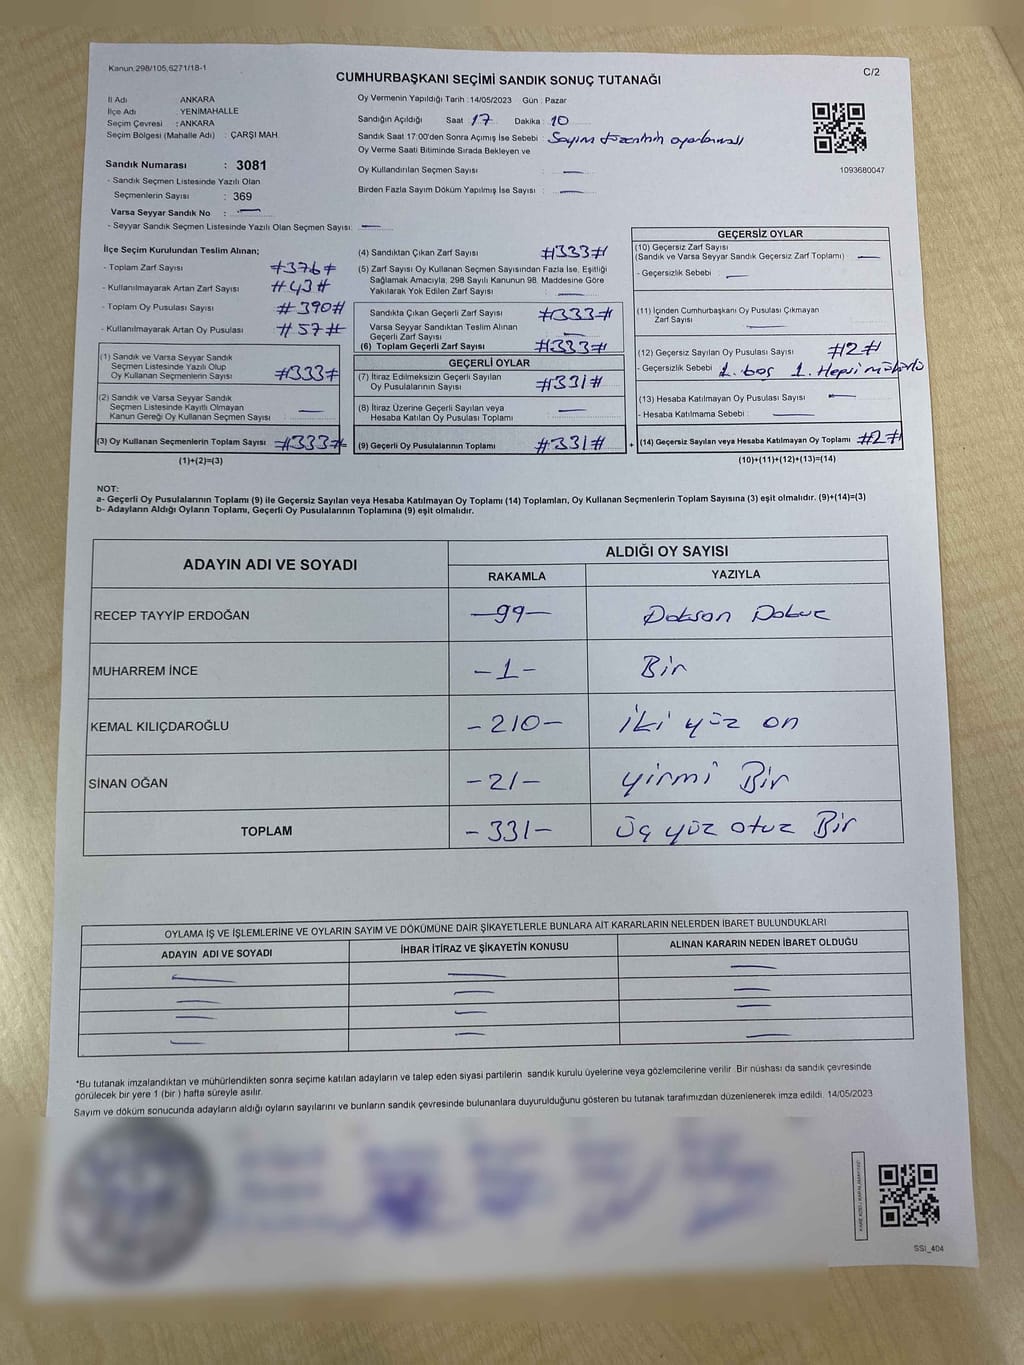 Kanun.298/105,6271/18-1
C/2
CUMHURBAŞKANI SEÇİMİ SANDIK SONUÇ TUTANAĞI
İl Adı : ANKARA
İlçe Adı : YENİMAHALLE
Seçim Çevresi : ANKARA
Seçim Bölgesi (Mahalle Adı) : ÇARŞI MAH.
Oy Vermenin Yapıldığı Tarih :14/05/2023 Gün : Pazar
Sandığın Açıldığı Saat 17 Dakika : 10
Sandık Saat 17:00'den Sonra Açımış İse Sebebi : Sayım
Oy Verme Saati Bitiminde Sırada Bekleyen ve
Oy Kullandırılan Seçmen Sayısı : —
Birden Fazla Sayım Döküm Yapılmış İse Sayısı : —
1093680047
Sandık Numarası : 3081
- Sandık Seçmen Listesinde Yazılı Olan
Seçmenlerin Sayısı : 369
Varsa Seyyar Sandık No : —
- Seyyar Sandık Seçmen Listesinde Yazılı Olan Seçmen Sayısı: —
İlçe Seçim Kurulundan Teslim Alınan;
- Toplam Zarf Sayısı #376#
- Kullanılmayarak Artan Zarf Sayısı #43#
- Toplam Oy Pusulası Sayısı #390#
- Kullanılmayarak Artan Oy Pusulası #57#
(1) Sandık ve Varsa Seyyar Sandık
Seçmen Listesinde Yazılı Olup
Oy Kullanan Seçmenlerin Sayısı #333#
(2) Sandık ve Varsa Seyyar Sandık
Seçmen Listesinde Kayıtlı Olmayan
Kanun Gereği Oy Kullanan Seçmen Sayısı : —
(3) Oy Kullanan Seçmenlerin Toplam Sayısı #333#
(1)+(2)=(3)
(4) Sandıktan Çıkan Zarf Sayısı #333#
(5) Zarf Sayısı Oy Kullanan Seçmen Sayısından Fazla İse, Eşitliği
Sağlamak Amacıyla, 298 Sayılı Kanunun 98. Maddesine Göre
Yakılarak Yok Edilen Zarf Sayısı : —
Sandıkta Çıkan Geçerli Zarf Sayısı #333#
Varsa Seyyar Sandıktan Teslim Alınan
Geçerli Zarf Sayısı —
(6) Toplam Geçerli Zarf Sayısı #333#
GEÇERLİ OYLAR
(7) İtiraz Edilmeksizin Geçerli Sayılan
Oy Pusulalarının Sayısı : #331#
(8) İtiraz Üzerine Geçerli Sayılan veya
Hesaba Katılan Oy Pusulası Toplamı —
(9) Geçerli Oy Pusulalarının Toplamı #331#
+
GEÇERSİZ OYLAR
(10) Geçersiz Zarf Sayısı
(Sandık ve Varsa Seyyar Sandık Geçersiz Zarf Toplamı) —
- Geçersizlik Sebebi : —
(11) İçinden Cumhurbaşkanı Oy Pusulası Çıkmayan
Zarf Sayısı —
(12) Geçersiz Sayılan Oy Pusulası Sayısı #2#
- Geçersizlik Sebebi : 1. boş 1. Hepsi mühürlü
(13) Hesaba Katılmayan Oy Pusulası Sayısı —
- Hesaba Katılmama Sebebi : —
(14) Geçersiz Sayılan veya Hesaba Katılmayan Oy Toplamı #2#
(10)+(11)+(12)+(13)=(14)
NOT:
a- Geçerli Oy Pusulalarının Toplamı (9) ile Geçersiz Sayılan veya Hesaba Katılmayan Oy Toplamı (14) Toplamları, Oy Kullanan Seçmenlerin Toplam Sayısına (3) eşit olmalıdır. (9)+(14)=(3)
b- Adayların Aldığı Oyların Toplamı, Geçerli Oy Pusulalarının Toplamına (9) eşit olmalıdır.
ADAYIN ADI VE SOYADI ALDIĞI OY SAYISI
RAKAMLA YAZIYLA
RECEP TAYYİP ERDOĞAN —99— Doksan Dokuz
MUHARREM İNCE -1- Bir
KEMAL KILIÇDAROĞLU -210- iki yüz on
SİNAN OĞAN -21- yirmi Bir
TOPLAM -331- üç yüz otuz Bir
OYLAMA İŞ VE İŞLEMLERİNE VE OYLARIN SAYIM VE DÖKÜMÜNE DAİR ŞİKAYETLERLE BUNLARA AİT KARARLARIN NELERDEN İBARET BULUNDUKLARI
ADAYIN ADI VE SOYADI İHBAR İTİRAZ VE ŞİKAYETİN KONUSU ALINAN KARARIN NEDEN İBARET OLDUĞU
*Bu tutanak imzalandıktan ve mühürlendikten sonra seçime katılan adayların ve talep eden siyasi partilerin sandık kurulu üyelerine veya gözlemcilerine verilir. Bir nüshası da sandık çevresinde
görülecek bir yere 1 (bir ) hafta süreyle asılır.
Sayım ve döküm sonucunda adayların aldığı oyların sayılarını ve bunların sandık çevresinde bulunanlara duyurulduğunu gösteren bu tutanak tarafımızdan düzenlenerek imza edildi. 14/05/2023
SSİ_404